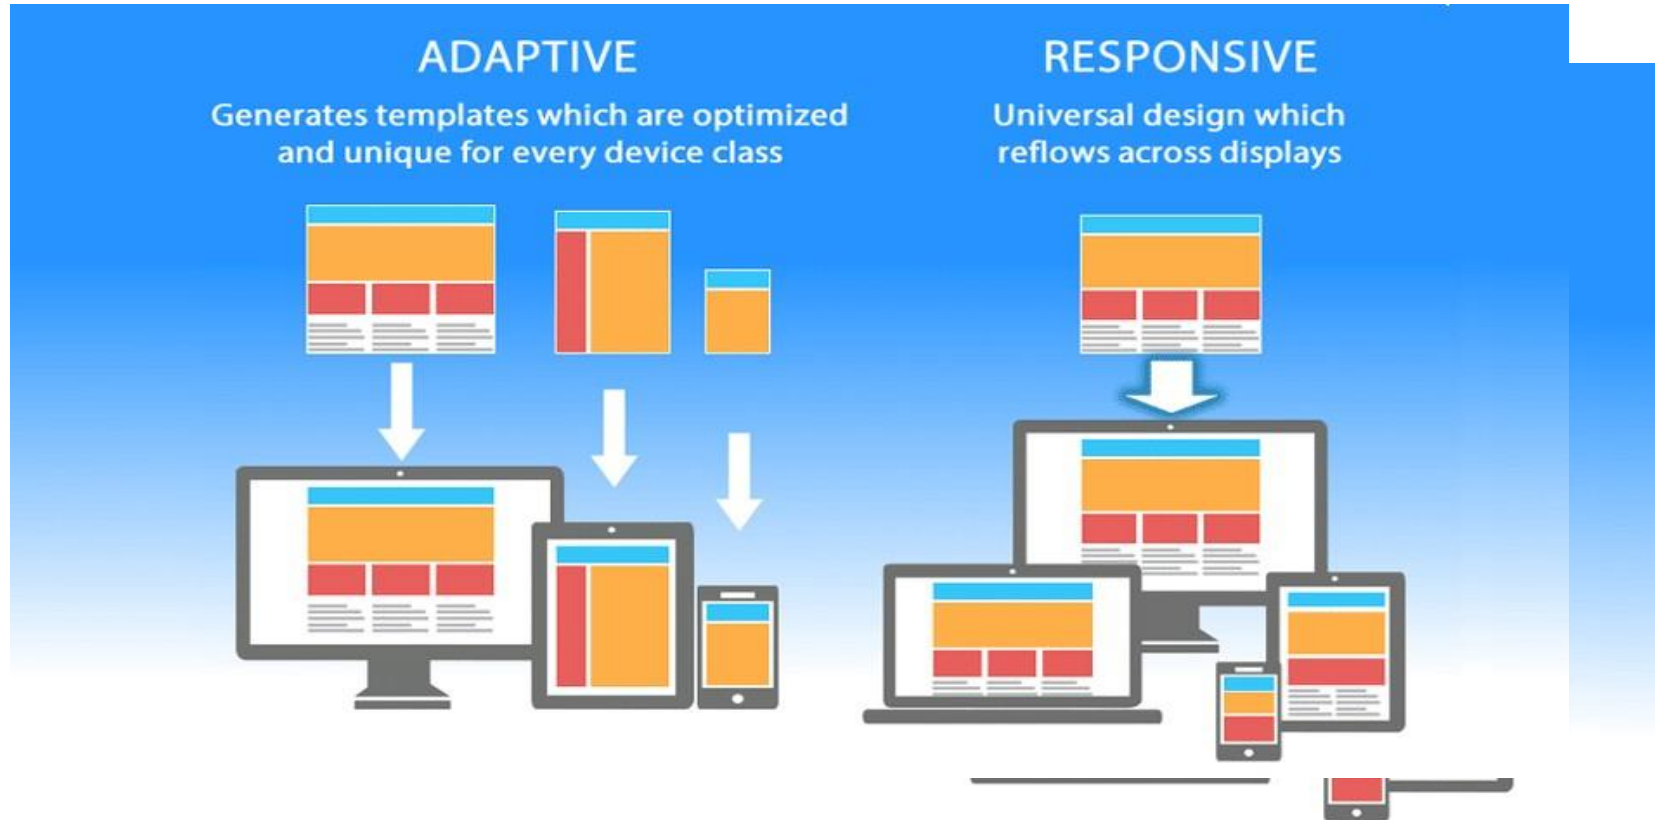 ADAPTIVE
Generates templates which are optimized
and unique for every device class
RESPONSIVE
Universal design which
reflows across displays